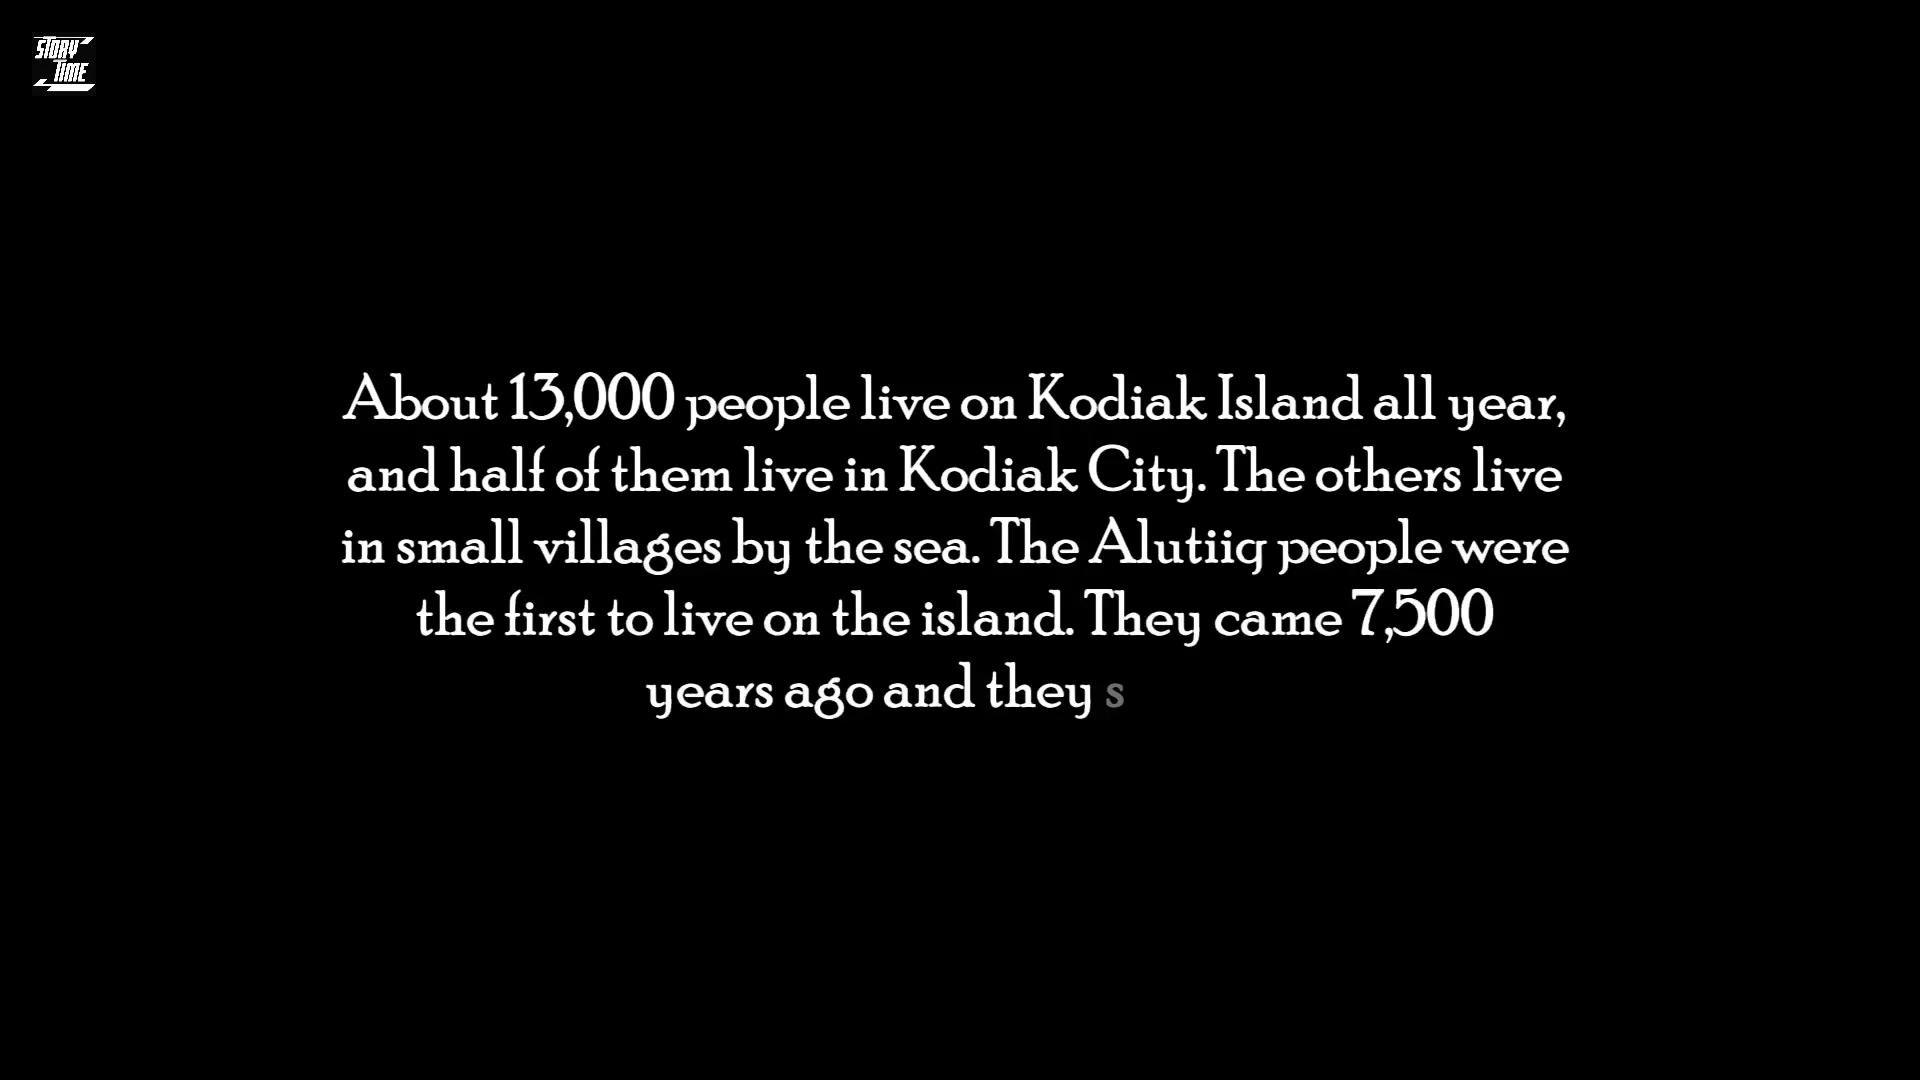 STORY
TIME
About 13,000 people live on Kodiak Island all year,
and half of them live in Kodiak City. The others live
in small villages by the sea. The Alutiiq people were
the first to live on the island. They came 7,500
years ago and they s